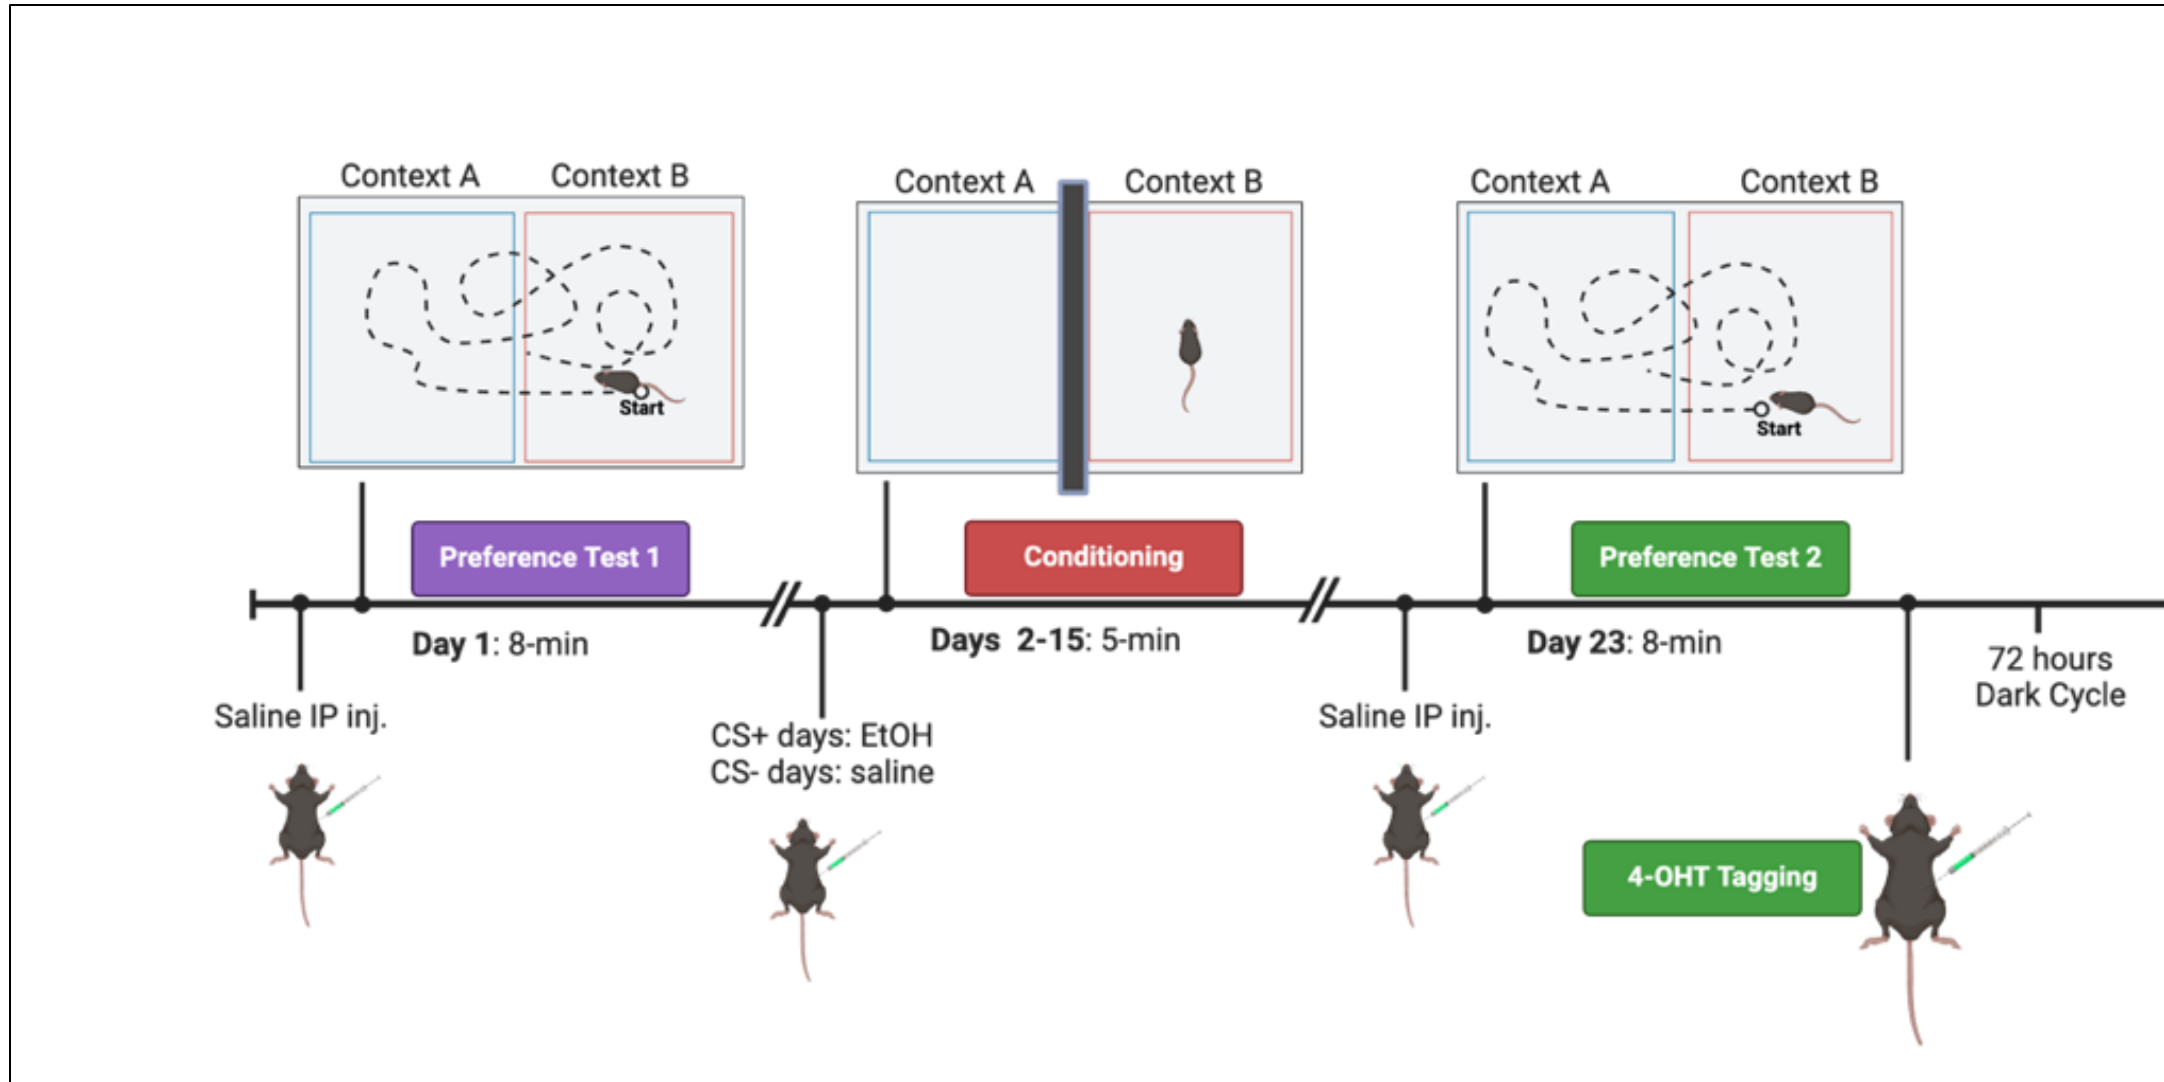 Context A
Context B
Start
Context A
Context B
Context A
Context B
Start
Preference Test 1
Conditioning
Preference Test 2
Day 1: 8-min
Days 2-15: 5-min
Day 23: 8-min
72 hours
Dark Cycle
Saline IP inj.
CS+ days: EtOH
CS- days: saline
Saline IP inj.
4-OHT Tagging